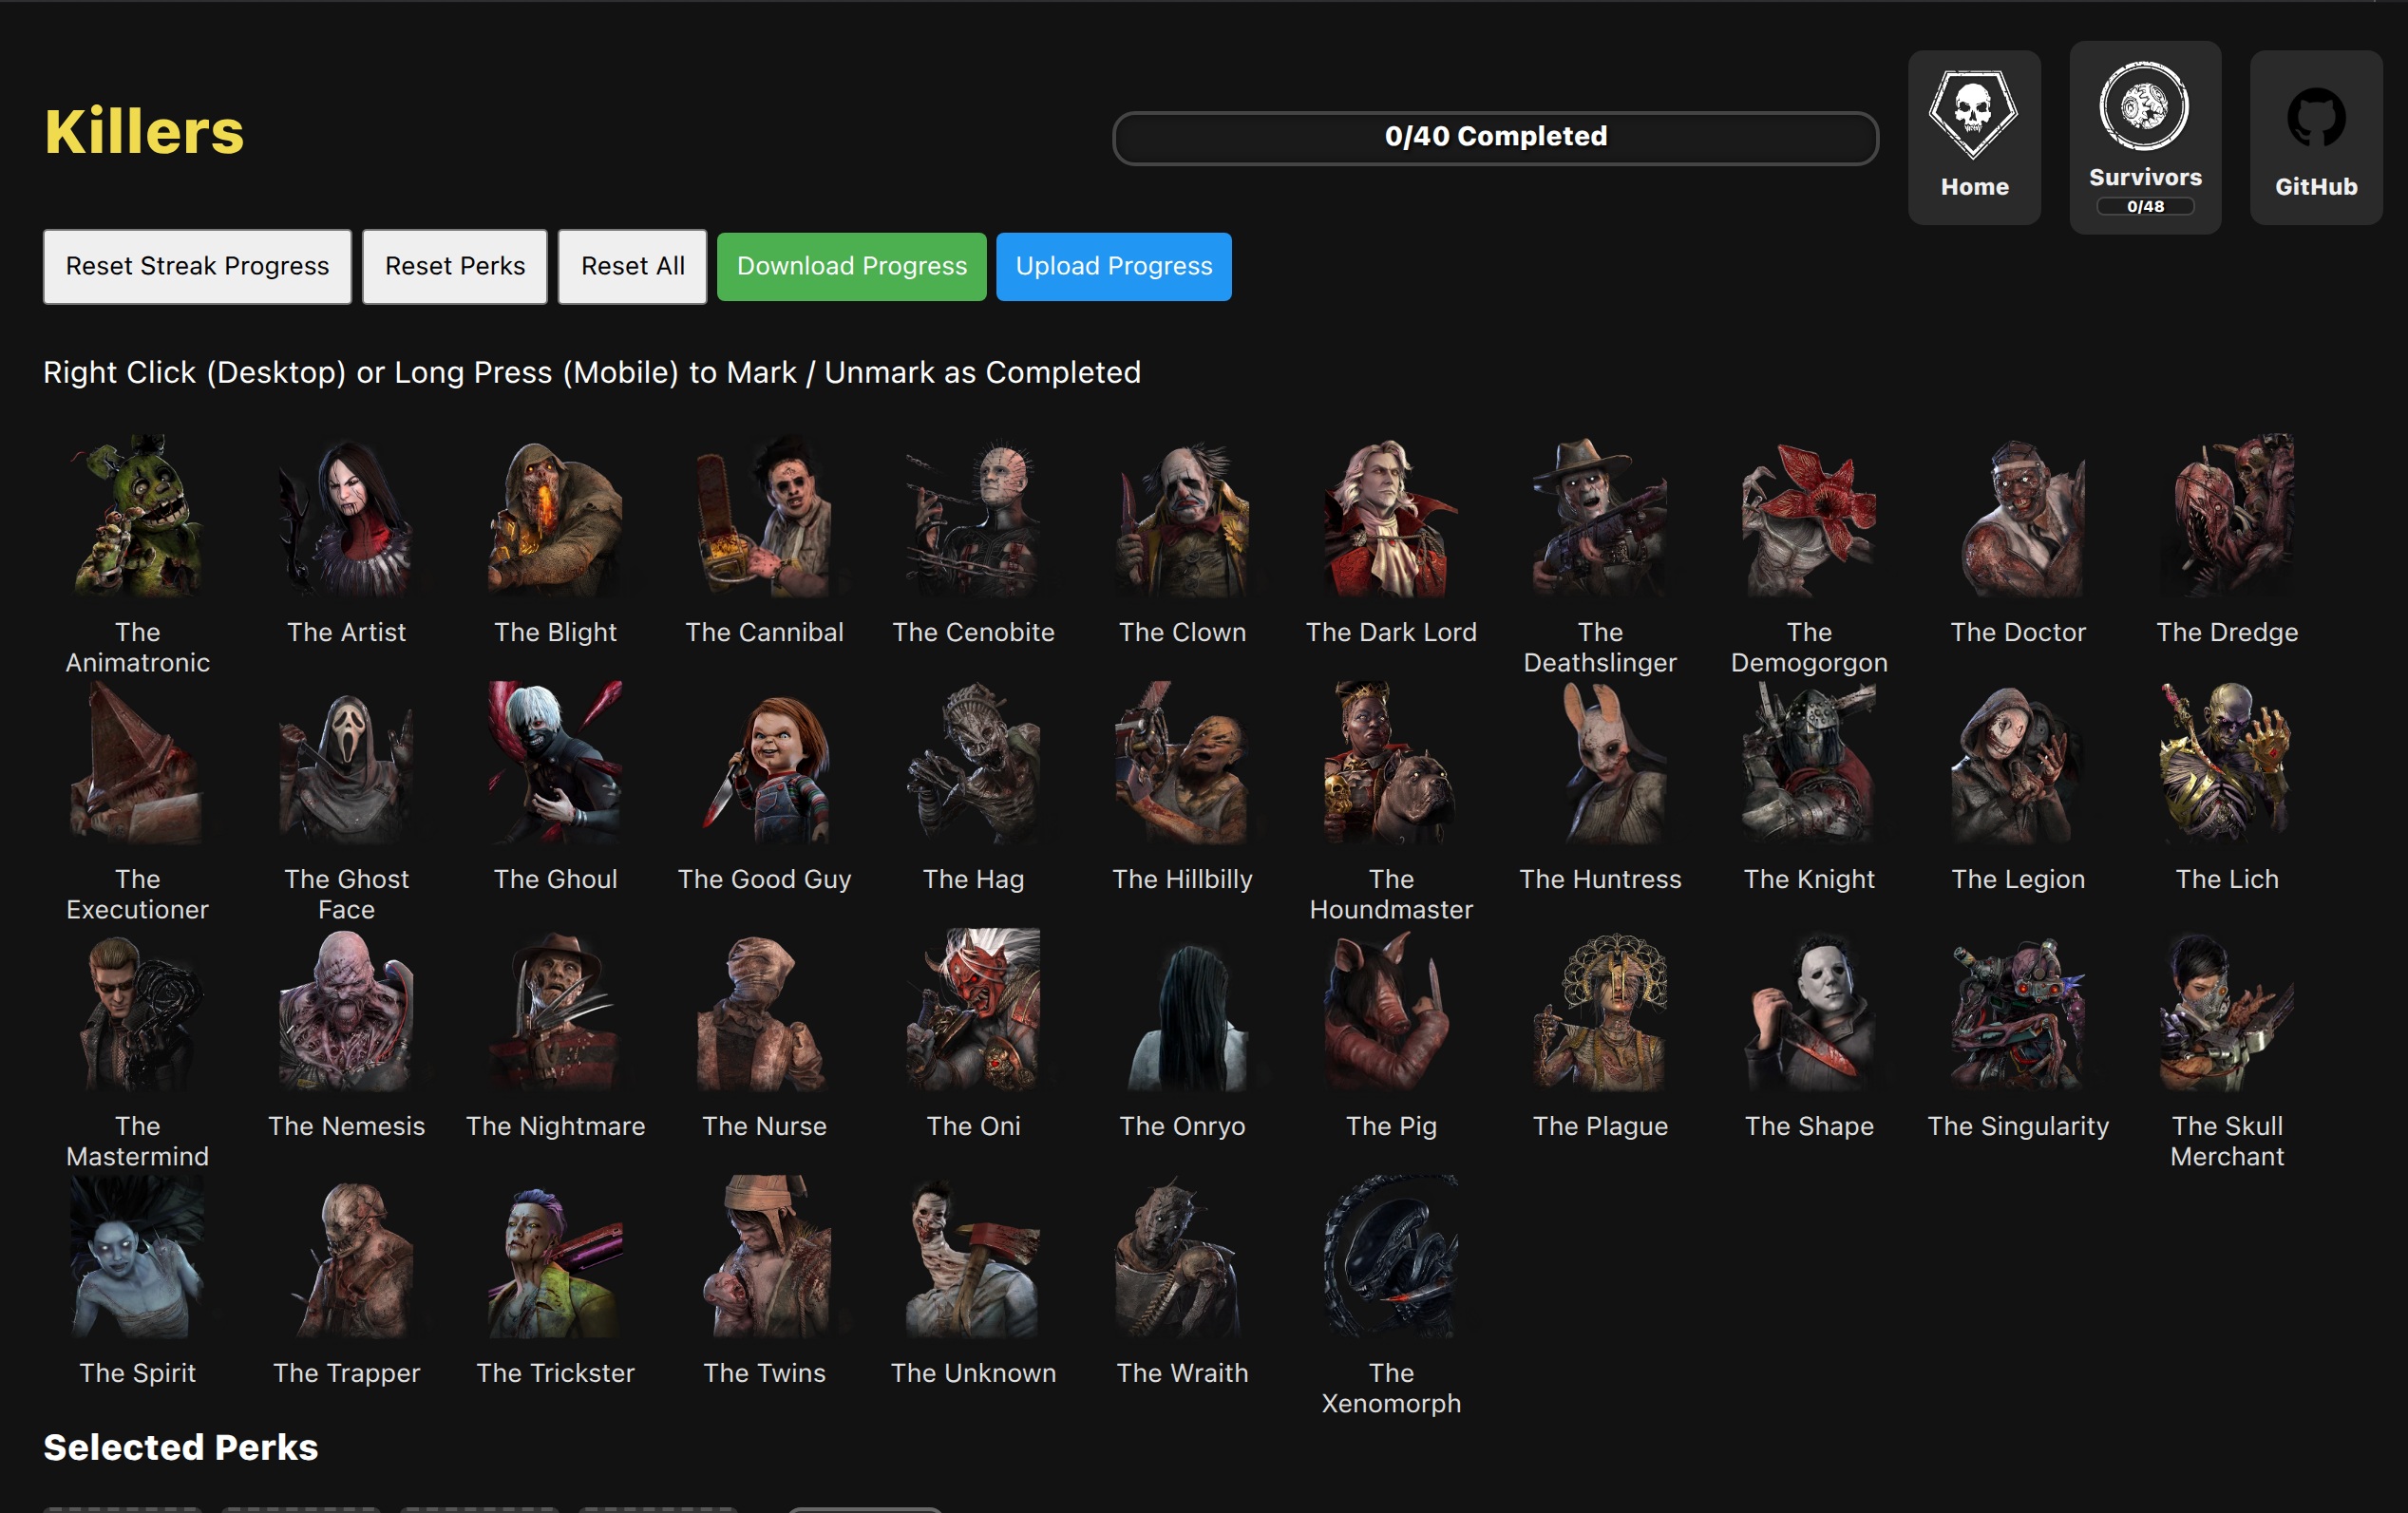 Killers
0/40 Completed
Home
Survivors
0/48
GitHub
Reset Streak Progress
Reset Perks
Reset All
Download Progress
Upload Progress
Right Click (Desktop) or Long Press (Mobile) to Mark / Unmark as Completed
The
Animatronic
The Artist
The Blight
The Cannibal
The Cenobite
The Clown
The Dark Lord
The
Deathslinger
The
Demogorgon
The Doctor
The Dredge
The
Executioner
The Ghost
Face
The Ghoul
The Good Guy
The Hag
The Hillbilly
The
Houndmaster
The Huntress
The Knight
The Legion
The Lich
The
Mastermind
The Nemesis
The Nightmare
The Nurse
The Oni
The Onryo
The Pig
The Plague
The Shape
The Singularity
The Skull
Merchant
The Spirit
The Trapper
The Trickster
The Twins
The Unknown
The Wraith
The
Xenomorph
Selected Perks